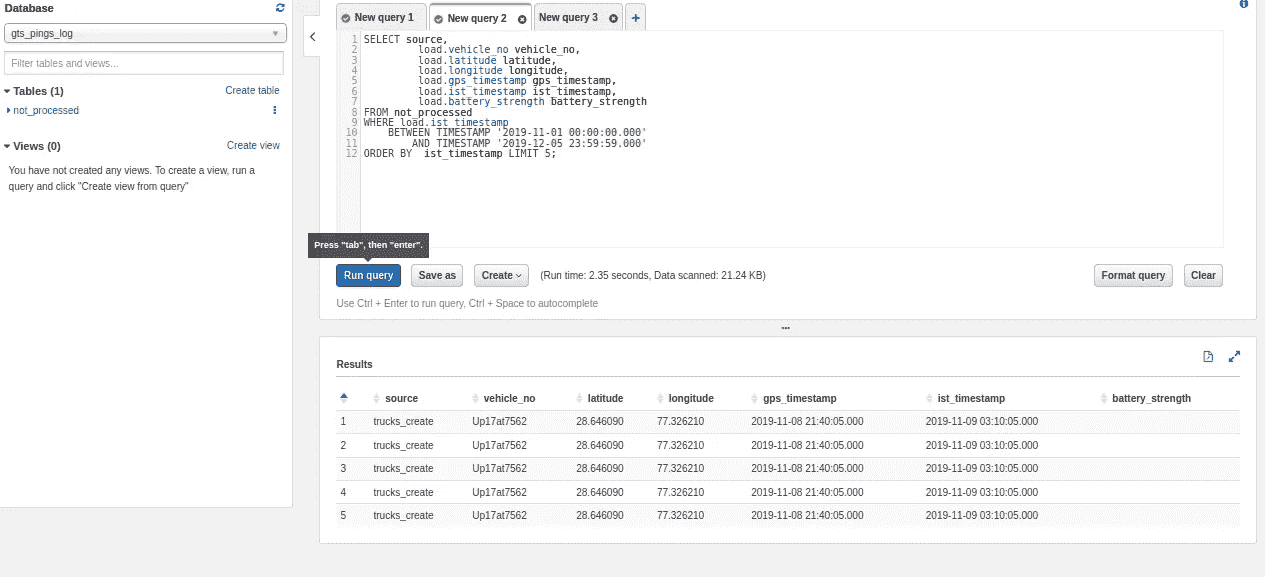 Database
gts_pings_log
Filter tables and views...
Tables (1) Create table
not_processed
Views (0) Create view
You have not created any views. To create a view, run a
query and click "Create view from query"
New query 1 New query 2 New query 3 +
1 SELECT source,
2 load.vehicle_no vehicle_no,
3 load.latitude latitude,
4 load.longitude longitude,
5 load.gps_timestamp gps_timestamp,
6 load.ist_timestamp ist_timestamp,
7 load.battery_strength battery_strength
8 FROM not_processed
9 WHERE load.ist_timestamp
10 BETWEEN TIMESTAMP '2019-11-01 00:00:00.000'
11 AND TIMESTAMP '2019-12-05 23:59:59.000'
12 ORDER BY ist_timestamp LIMIT 5;
Press "tab", then "enter".
Run query Save as Create (Run time: 2.35 seconds, Data scanned: 21.24 KB) Format query Clear
Use Ctrl + Enter to run query, Ctrl + Space to autocomplete
Results
source vehicle_no latitude longitude gps_timestamp ist_timestamp battery_strength
1 trucks_create Up17at7562 28.646090 77.326210 2019-11-08 21:40:05.000 2019-11-09 03:10:05.000
2 trucks_create Up17at7562 28.646090 77.326210 2019-11-08 21:40:05.000 2019-11-09 03:10:05.000
3 trucks_create Up17at7562 28.646090 77.326210 2019-11-08 21:40:05.000 2019-11-09 03:10:05.000
4 trucks_create Up17at7562 28.646090 77.326210 2019-11-08 21:40:05.000 2019-11-09 03:10:05.000
5 trucks_create Up17at7562 28.646090 77.326210 2019-11-08 21:40:05.000 2019-11-09 03:10:05.000